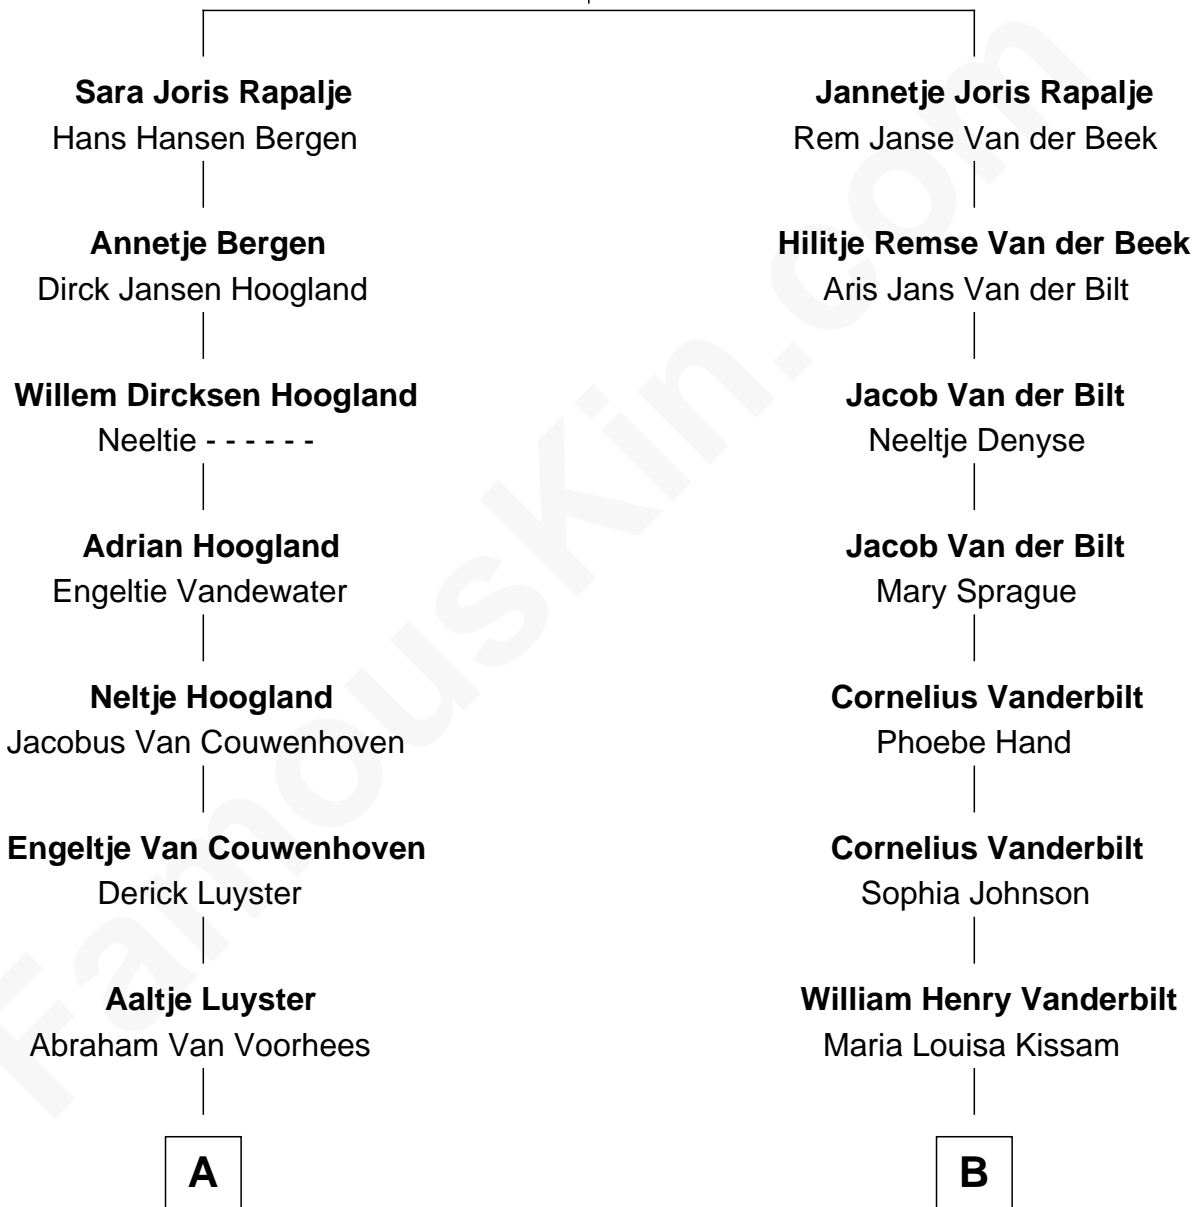 Sara Joris Rapalje
Hans Hansen Bergen
Annetje Bergen
Dirck Jansen Hoogland
Willem Dircksen Hoogland
Neeltie - - - - - -
Adrian Hoogland
Engeltie Vandewater
Neltje Hoogland
Jacobus Van Couwenhoven
Engeltje Van Couwenhoven
Derick Luyster
Aaltje Luyster
Abraham Van Voorhees
A
Jannetje Joris Rapalje
Rem Janse Van der Beek
Hilitje Remse Van der Beek
Aris Jans Van der Bilt
Jacob Van der Bilt
Neeltje Denyse
Jacob Van der Bilt
Mary Sprague
Cornelius Vanderbilt
Phoebe Hand
Cornelius Vanderbilt
Sophia Johnson
William Henry Vanderbilt
Maria Louisa Kissam
B
FamousKin.com